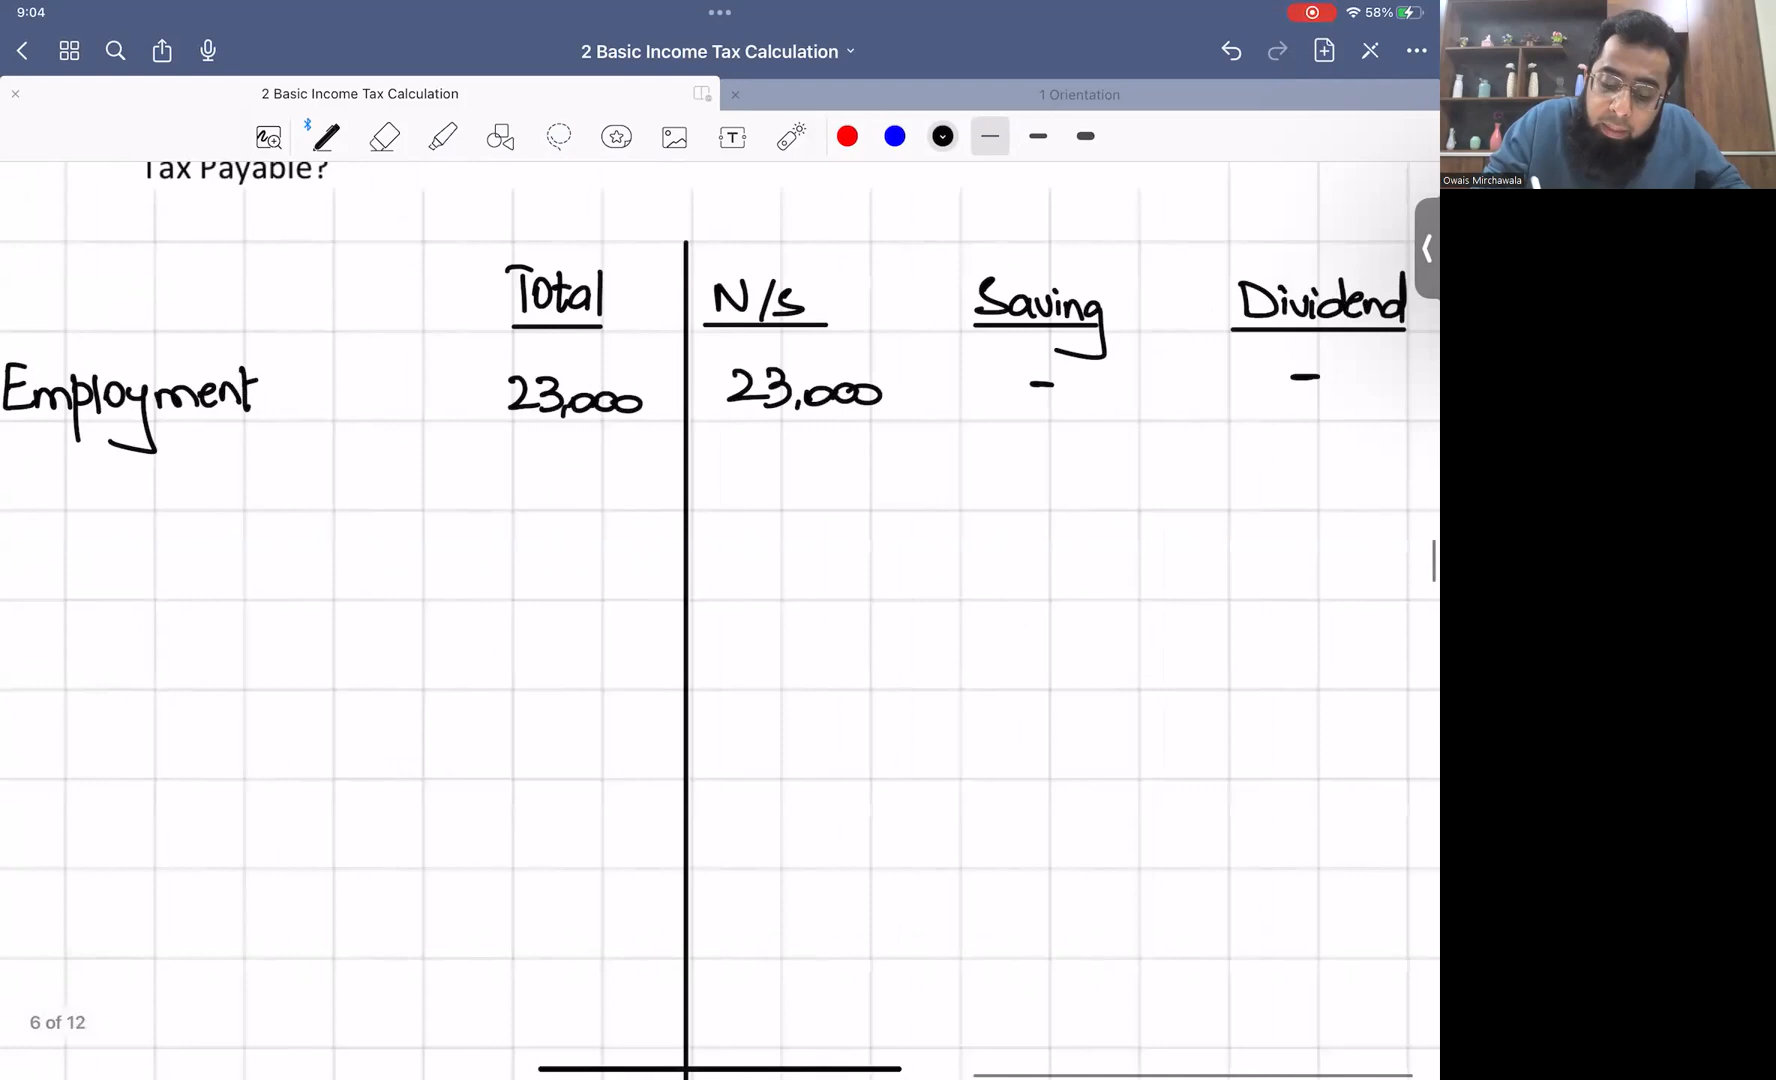 9:04
58%
2 Basic Income Tax Calculation
2 Basic Income Tax Calculation
1 Orientation
T
Owais Mirchawala
Tax Payable?
Total N/s Saving Dividend
Employment 23,000 23,000 - -
6 of 12